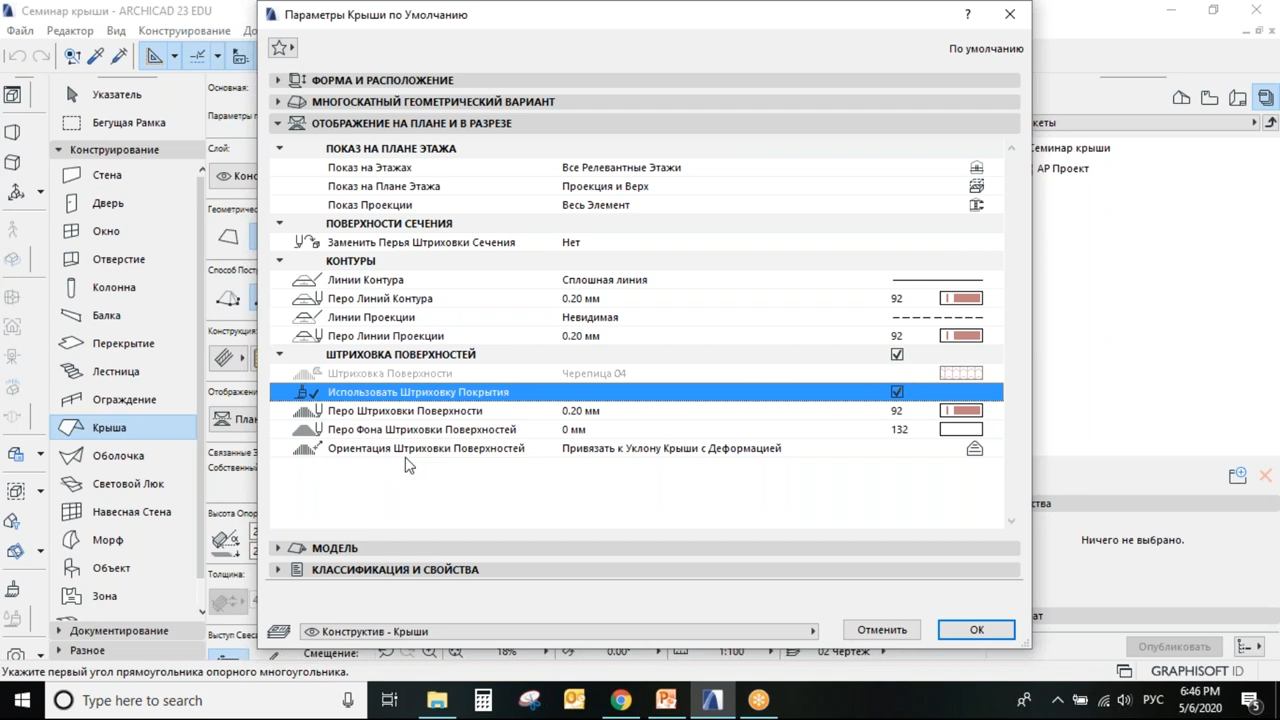 Семинар крыши - ARCHICAD 23 EDU
Файл Редактор Вид Конструирование
Параметры Крыши по Умолчанию
?
По умолчанию
ФОРМА И РАСПОЛОЖЕНИЕ
МНОГОСКАТНЫЙ ГЕОМЕТРИЧЕСКИЙ ВАРИАНТ
ОТОБРАЖЕНИЕ НА ПЛАНЕ И В РАЗРЕЗЕ
ПОКАЗ НА ПЛАНЕ ЭТАЖА
Показ на Этажах Все Релевантные Этажи
Показ на Плане Этажа Проекция и Верх
Показ Проекции Весь Элемент
ПОВЕРХНОСТИ СЕЧЕНИЯ
Заменить Перья Штриховки Сечения Нет
КОНТУРЫ
Линии Контура Сплошная линия
Перо Линий Контура 0.20 мм 92
Линии Проекции Невидимая
Перо Линии Проекции 0.20 мм 92
ШТРИХОВКА ПОВЕРХНОСТЕЙ
Штриховка Поверхности Черепица 04
Использовать Штриховку Покрытия
Перо Штриховки Поверхности 0.20 мм 92
Перо Фона Штриховки Поверхностей 0 мм 132
Ориентация Штриховки Поверхностей Привязать к Уклону Крыши с Деформацией
МОДЕЛЬ
КЛАССИФИКАЦИЯ И СВОЙСТВА
Конструктив - Крыши
Отменить
OK
Указатель
Бегущая Рамка
Конструирование
Стена
Дверь
Окно
Отверстие
Колонна
Балка
Перекрытие
Лестница
Ограждение
Крыша
Оболочка
Световой Люк
Навесная Стена
Морф
Объект
Зона
Документирование
Разное
Основная:
Слой:
Конструкция:
Толщина:
Семинар крыши
АР Проект
Ничего не выбрано.
Опубликовать
Смещение: 18% 0.00° 1:100 02 Чертеж
Укажите первый угол прямоугольника опорного многоугольника.
GRAPHISOFT ID
Type here to search
РУС
6:46 PM
5/6/2020
5